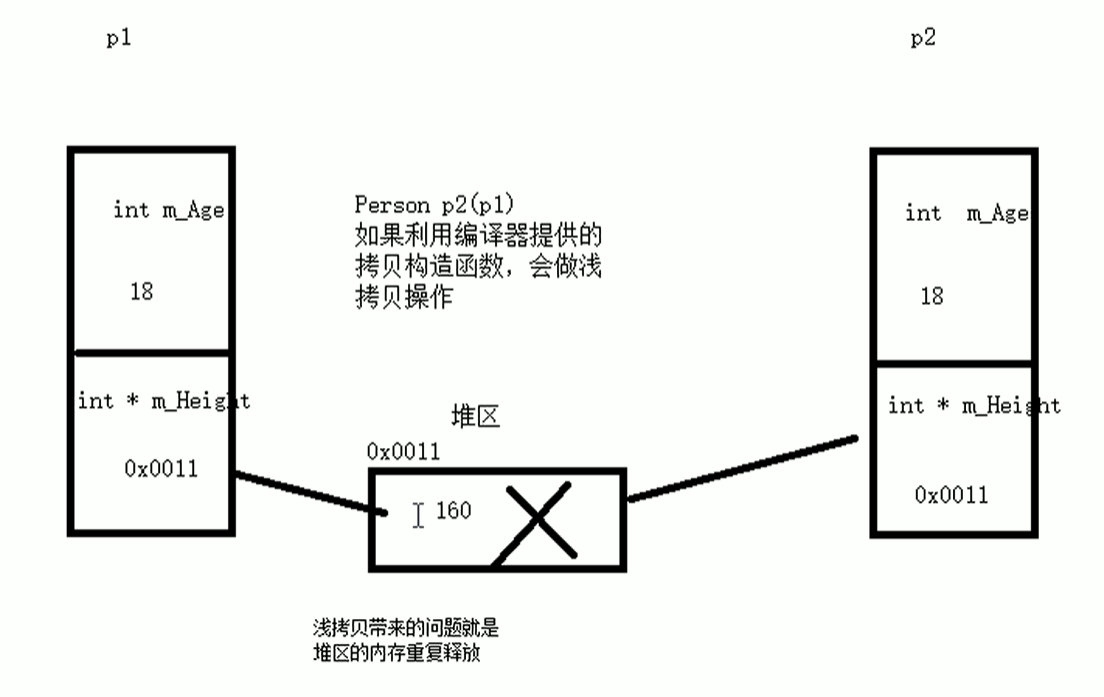 p1
p2
int m_Age
18
int * m_Height
0x0011
Person p2(p1)
如果利用编译器提供的
拷贝构造函数，会做浅
拷贝操作
堆区
0x0011
160
int m_Age
18
int * m_Height
0x0011
浅拷贝带来的问题就是
堆区的内存重复释放